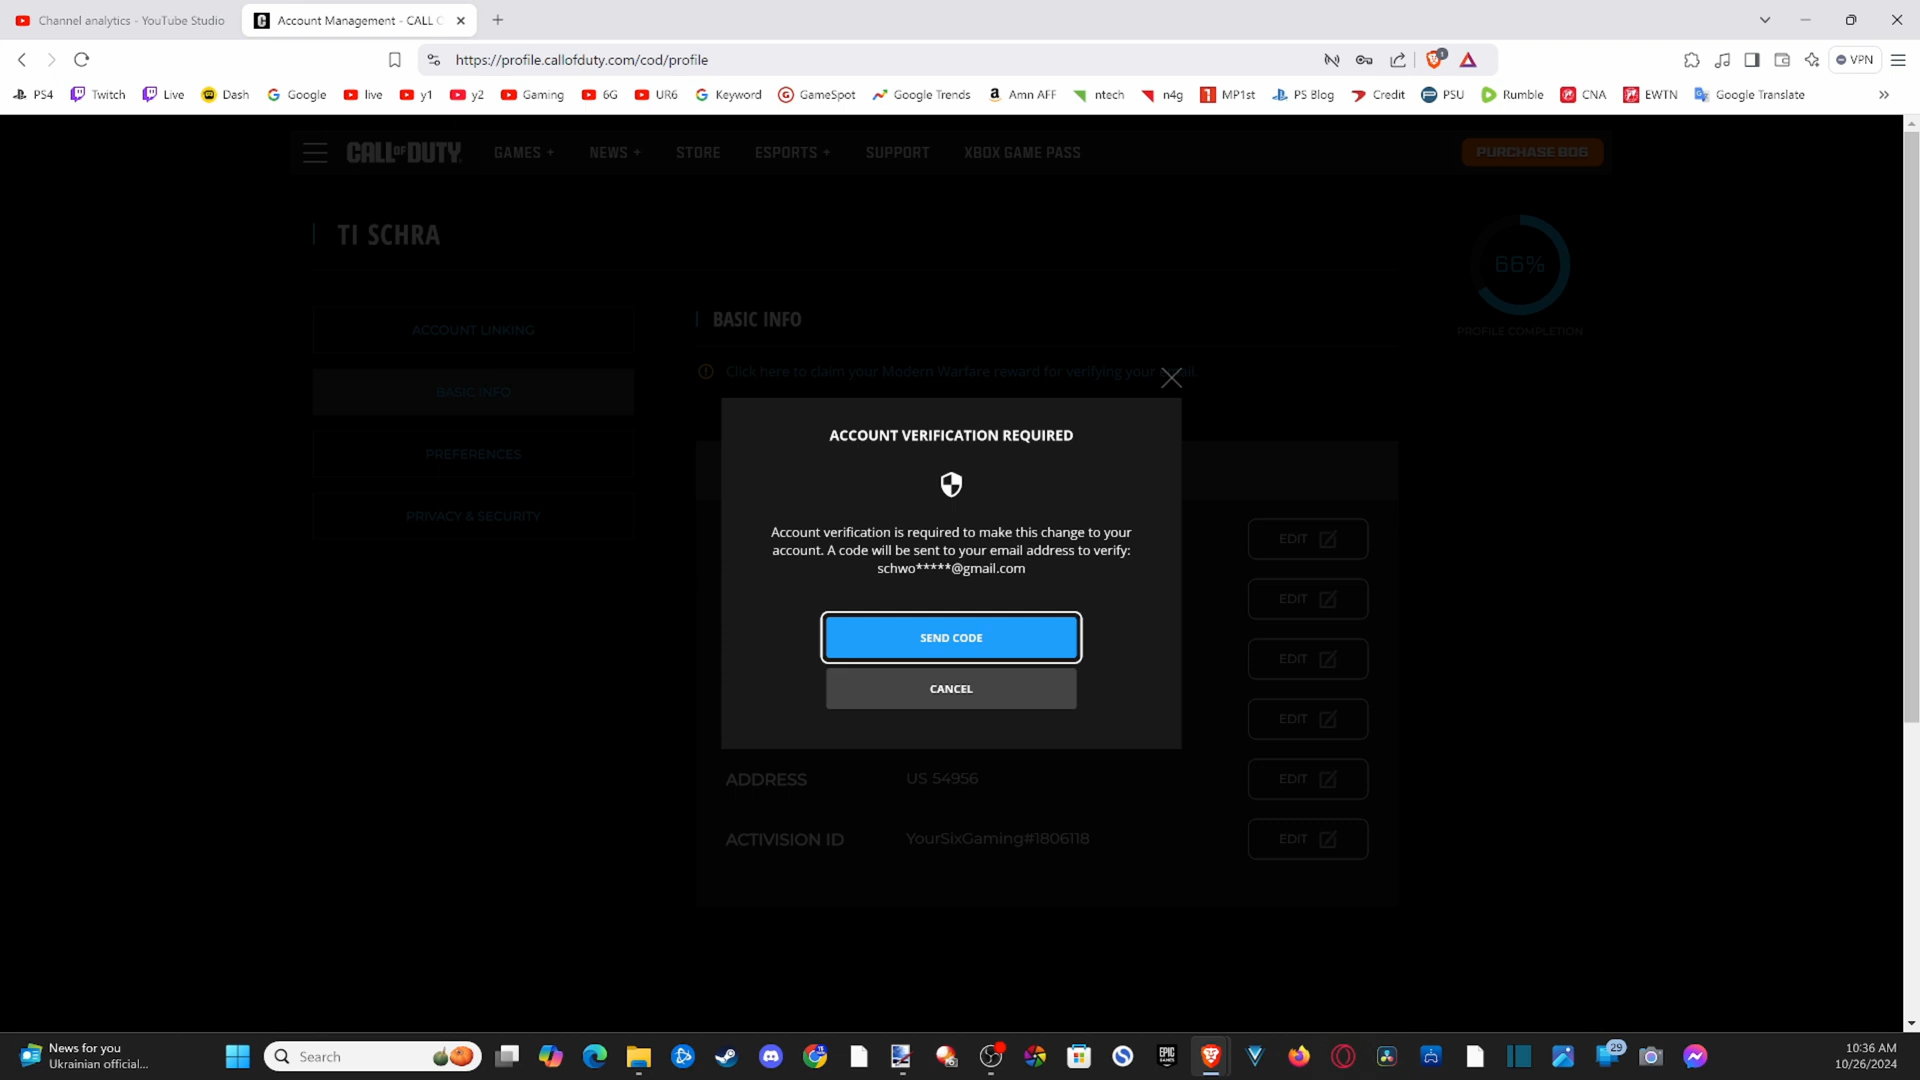 Channel analytics - YouTube Studio
Account Management - CALL
https://profile.callofduty.com/cod/profile
1
VPN
PS4 Twitch Live Dash Google live y1 y2 Gaming 6G UR6 Keyword GameSpot Google Trends Amn AFF ntech n4g MP1st PS Blog Credit PSU Rumble CNA EWTN Google Translate
CALL OF DUTY GAMES + NEWS + STORE ESPORTS + SUPPORT XBOX GAME PASS PURCHASE BO6
TI SCHRA
66%
PROFILE COMPLETION
ACCOUNT LINKING
BASIC INFO
PREFERENCES
PRIVACY & SECURITY
BASIC INFO
Click here to claim your Modern Warfare reward for verifying your email.
ACCOUNT VERIFICATION REQUIRED
Account verification is required to make this change to your
account. A code will be sent to your email address to verify:
schwo*****@gmail.com
SEND CODE
CANCEL
EDIT
EDIT
EDIT
EDIT
ADDRESS US 54956 EDIT
ACTIVISION ID YourSixGaming#1806118 EDIT
News for you
Ukrainian official...
Search
EPIC GAMES
29
10:36 AM
10/26/2024